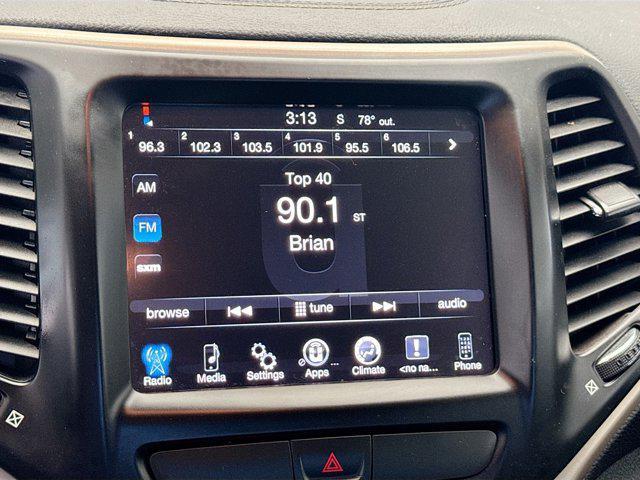 3:13 S 78° out.
1 96.3 2 102.3 3 103.5 4 101.9 5 95.5 6 106.5
Top 40
AM
90.1 ST
FM
Brian
sxm
browse tune audio
Radio Media Settings Apps ... Climate <no na... Phone